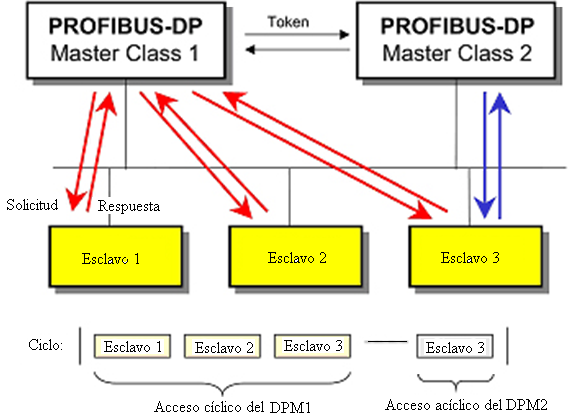 PROFIBUS-DP
Master Class 1
Token
PROFIBUS-DP
Master Class 2
Solicitud
Respuesta
Esclavo 1
Esclavo 2
Esclavo 3
Ciclo:
Esclavo 1
Esclavo 2
Esclavo 3
Esclavo 3
Acceso cíclico del DPM1
Acceso acíclico del DPM2